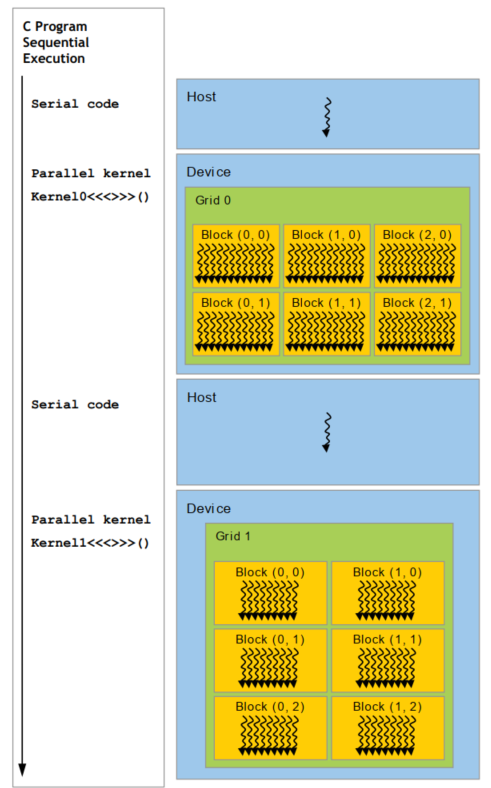 C Program
Sequential
Execution
Serial code
Host
Parallel kernel
Kernel0<<<>>>()
Device
Grid 0
Block (0, 0) Block (1, 0) Block (2, 0)
Block (0, 1) Block (1, 1) Block (2, 1)
Serial code
Host
Parallel kernel
Kernel1<<<>>>()
Device
Grid 1
Block (0, 0) Block (1, 0)
Block (0, 1) Block (1, 1)
Block (0, 2) Block (1, 2)